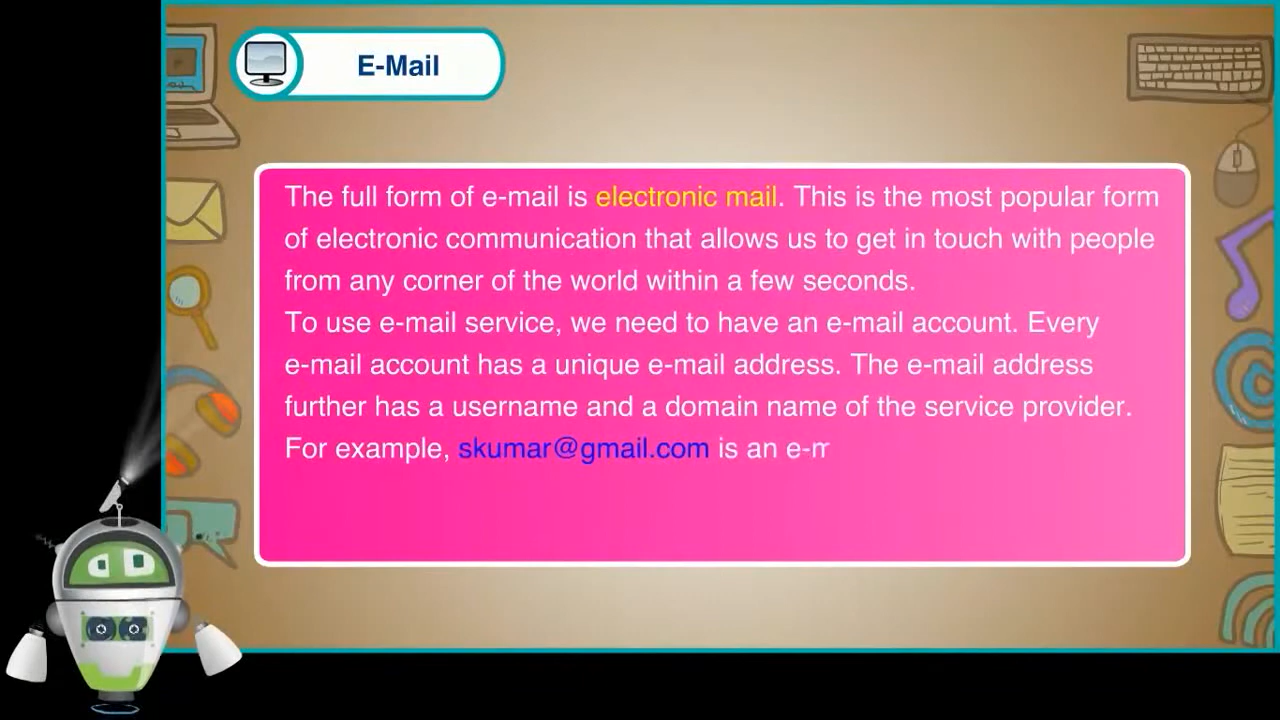 E-Mail
The full form of e-mail is electronic mail. This is the most popular form
of electronic communication that allows us to get in touch with people
from any corner of the world within a few seconds.
To use e-mail service, we need to have an e-mail account. Every
e-mail account has a unique e-mail address. The e-mail address
further has a username and a domain name of the service provider.
For example, skumar@gmail.com is an